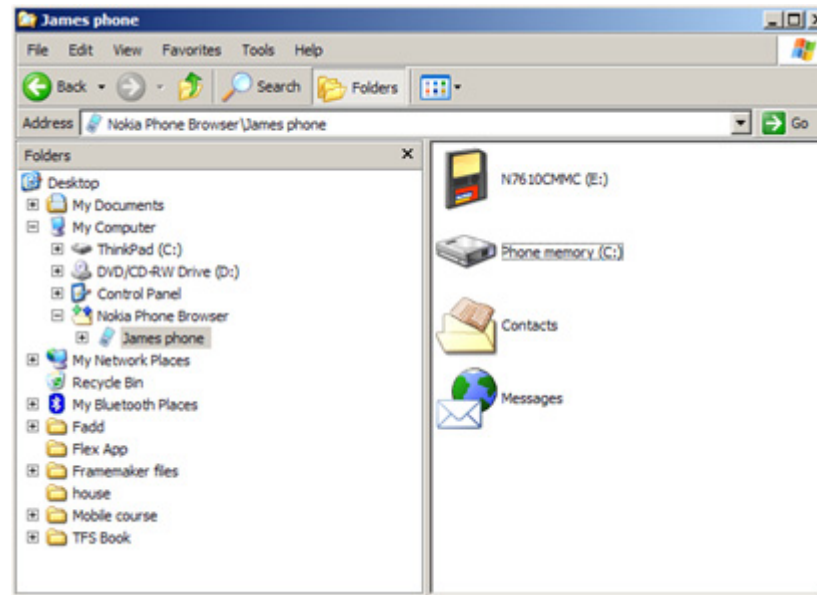 James phone
File Edit View Favorites Tools Help
Back Search Folders
Address Nokia Phone Browser\James phone Go
Folders
Desktop
My Documents
My Computer
ThinkPad (C:)
DVD/CD-RW Drive (D:)
Control Panel
Nokia Phone Browser
James phone
My Network Places
Recycle Bin
My Bluetooth Places
Fadd
Flex App
Framemaker files
house
Mobile course
TFS Book
N7610CMMC (E:)
Phone memory (C:)
Contacts
Messages